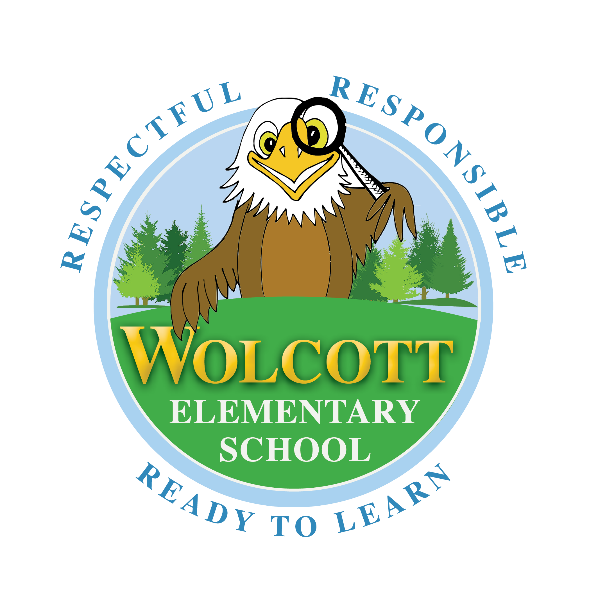 RESPECTFUL
RESPONSIBLE
WOLCOTT
ELEMENTARY
SCHOOL
READY TO LEARN